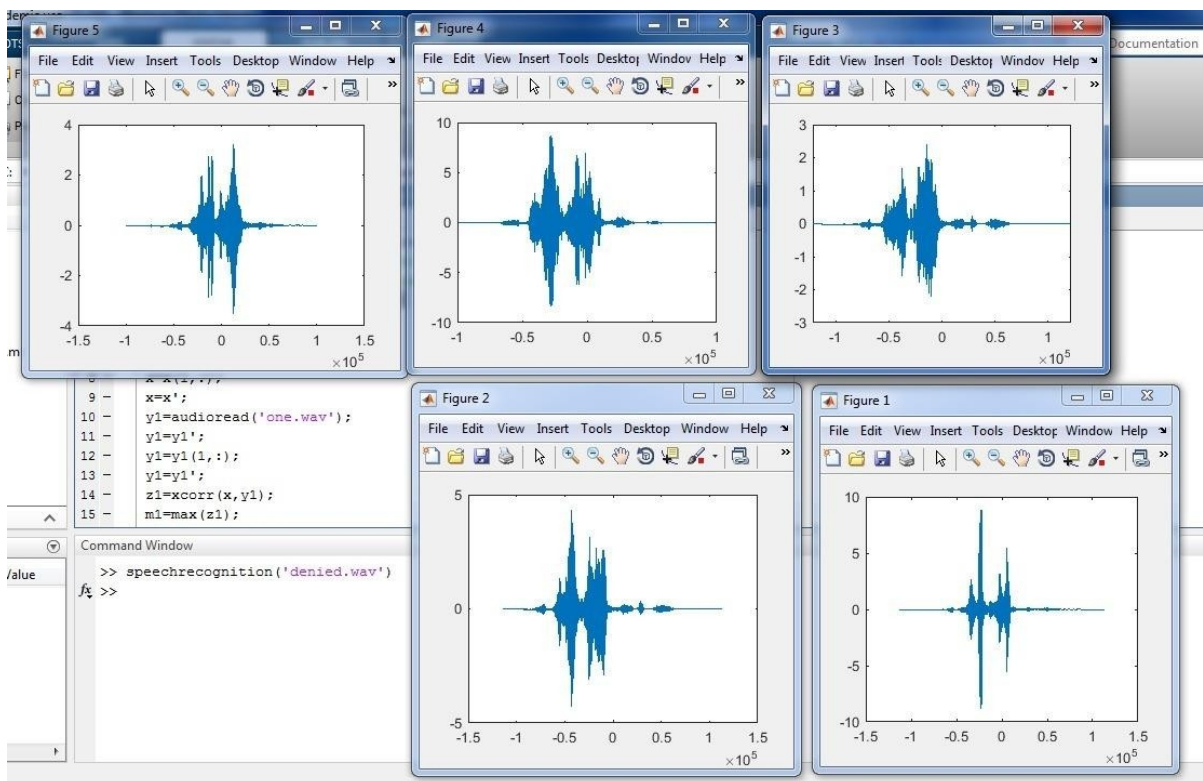 Figure 5
File Edit View Insert Tools Desktop Window Help
4
2
0
-2
-4
-1.5 -1 -0.5 0 0.5 1 1.5
×10^5
Figure 4
File Edit View Insert Tools Desktop Window Help
10
5
0
-5
-10
-1 -0.5 0 0.5 1
×10^5
Figure 3
File Edit View Insert Tools Desktop Window Help
3
2
1
0
-1
-2
-3
-1 -0.5 0 0.5 1
×10^5
Documentation
9 – x=x';
10 – y1=audioread('one.wav');
11 – y1=y1';
12 – y1=y1(1,:);
13 – y1=y1';
14 – z1=xcorr(x,y1);
15 – m1=max(z1);
Command Window
>> speechrecognition('denied.wav')
fx >>
Value
Figure 2
File Edit View Insert Tools Desktop Window Help
5
0
-5
-1.5 -1 -0.5 0 0.5 1 1.5
×10^5
Figure 1
File Edit View Insert Tools Desktop Window Help
10
5
0
-5
-10
-1.5 -1 -0.5 0 0.5 1 1.5
×10^5